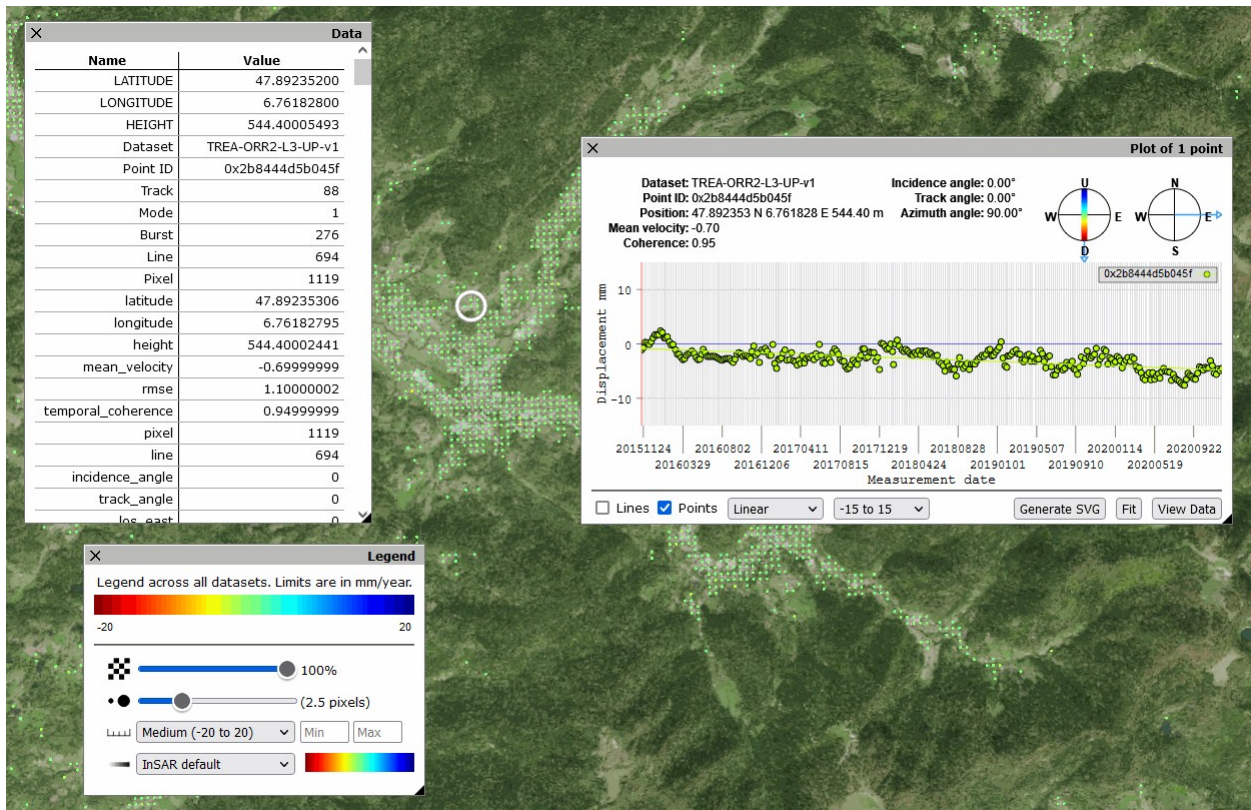 Data
Name Value
LATITUDE 47.89235200
LONGITUDE 6.76182800
HEIGHT 544.40005493
Dataset TREA-ORR2-L3-UP-v1
Point ID 0x2b8444d5b045f
Track 88
Mode 1
Burst 276
Line 694
Pixel 1119
latitude 47.89235306
longitude 6.76182795
height 544.40002441
mean_velocity -0.69999999
rmse 1.10000002
temporal_coherence 0.94999999
pixel 1119
line 694
incidence_angle 0
track_angle 0
los_east 0
Plot of 1 point
Dataset: TREA-ORR2-L3-UP-v1 Incidence angle: 0.00°
Point ID: 0x2b8444d5b045f Track angle: 0.00°
Position: 47.892353 N 6.761828 E 544.40 m Azimuth angle: 90.00°
Mean velocity: -0.70
Coherence: 0.95
U N
W E W E
D S
0x2b8444d5b045f
Displacement mm
10
0
-10
20151124 20160802 20170411 20171219 20180828 20190507 20200114 20200922
20160329 20161206 20170815 20180424 20190101 20190910 20200519
Measurement date
Lines Points Linear -15 to 15 Generate SVG Fit View Data
Legend
Legend across all datasets. Limits are in mm/year.
-20 20
100%
(2.5 pixels)
Medium (-20 to 20) Min Max
InSAR default